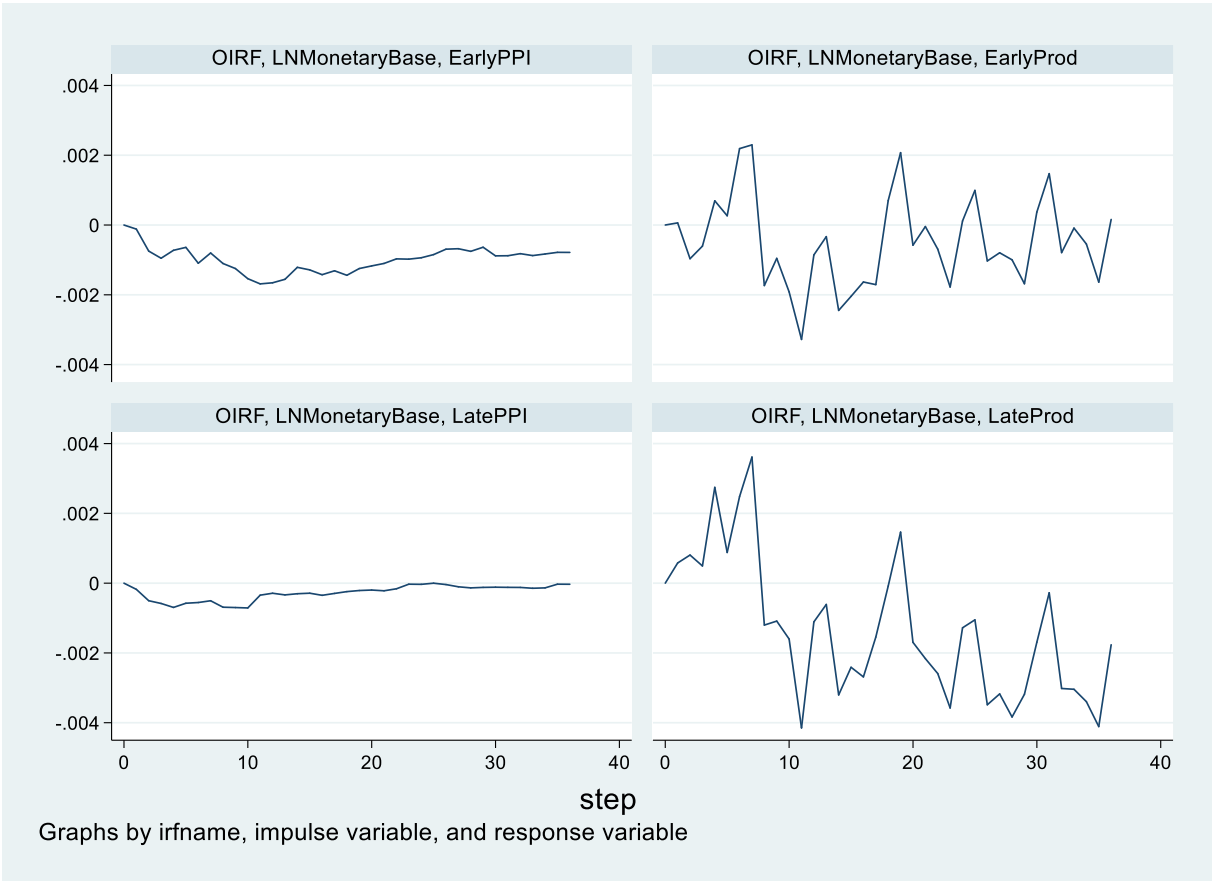 OIRF, LNMonetaryBase, EarlyPPI
OIRF, LNMonetaryBase, EarlyProd
.004
.002
0
-.002
-.004
OIRF, LNMonetaryBase, LatePPI
OIRF, LNMonetaryBase, LateProd
.004
.002
0
-.002
-.004
0 10 20 30 40
0 10 20 30 40
step
Graphs by irfname, impulse variable, and response variable